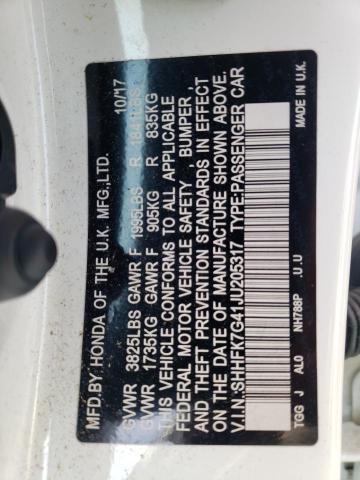 MFD.BY HONDA OF THE U.K. MFG.,LTD. 10/17
GVWR 3825LBS GAWR F 1995LBS R 1841LBS
GVWR 1735KG GAWR F 905KG R 835KG
THIS VEHICLE CONFORMS TO ALL APPLICABLE
FEDERAL MOTOR VEHICLE SAFETY , BUMPER ,
AND THEFT PREVENTION STANDARDS IN EFFECT
ON THE DATE OF MANUFACTURE SHOWN ABOVE.
V.I.N.:SHHFK7G41JU205317 TYPE:PASSENGER CAR
TGG J AL0 NH788P .U .U MADE IN U.K.